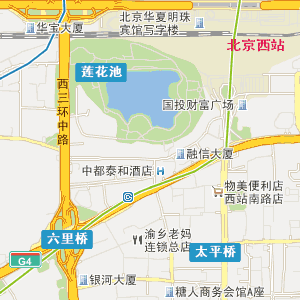 北京华夏明珠
宾馆写字楼
华宝大厦
北京西站
莲花池
西三环中路
国投财富广场
融信大厦
中都泰和酒店
H
物美便利店
西站南路店
渝乡老妈
连锁总店
六里桥
太平桥
G4
银河大厦
糖人商务会馆A座